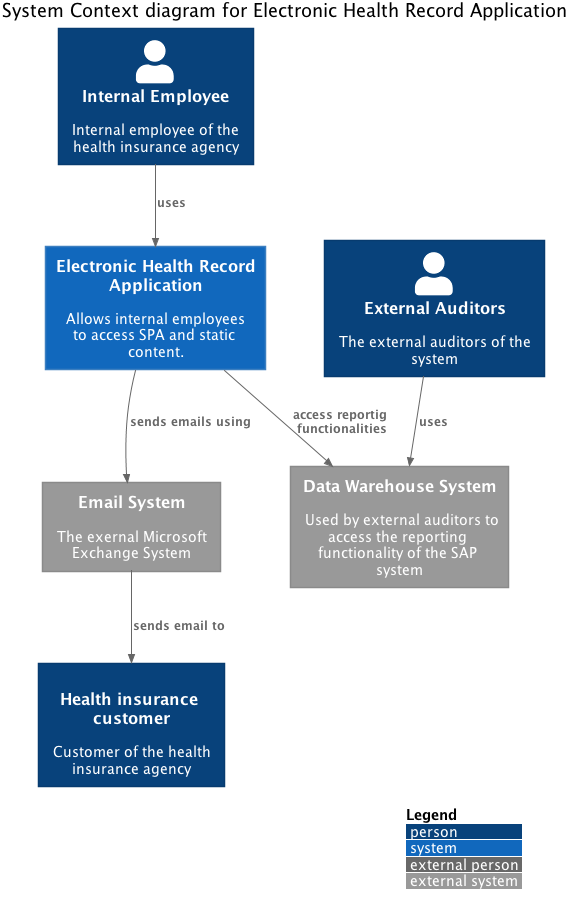 System Context diagram for Electronic Health Record Application
Internal Employee
Internal employee of the
health insurance agency
uses
Electronic Health Record
Application
Allows internal employees
to access SPA and static
content.
External Auditors
The external auditors of the
system
sends emails using
access reportig
functionalities
uses
Email System
The exernal Microsoft
Exchange System
Data Warehouse System
Used by external auditors to
access the reporting
functionality of the SAP
system
sends email to
Health insurance
customer
Customer of the health
insurance agency
Legend
person
system
external person
external system